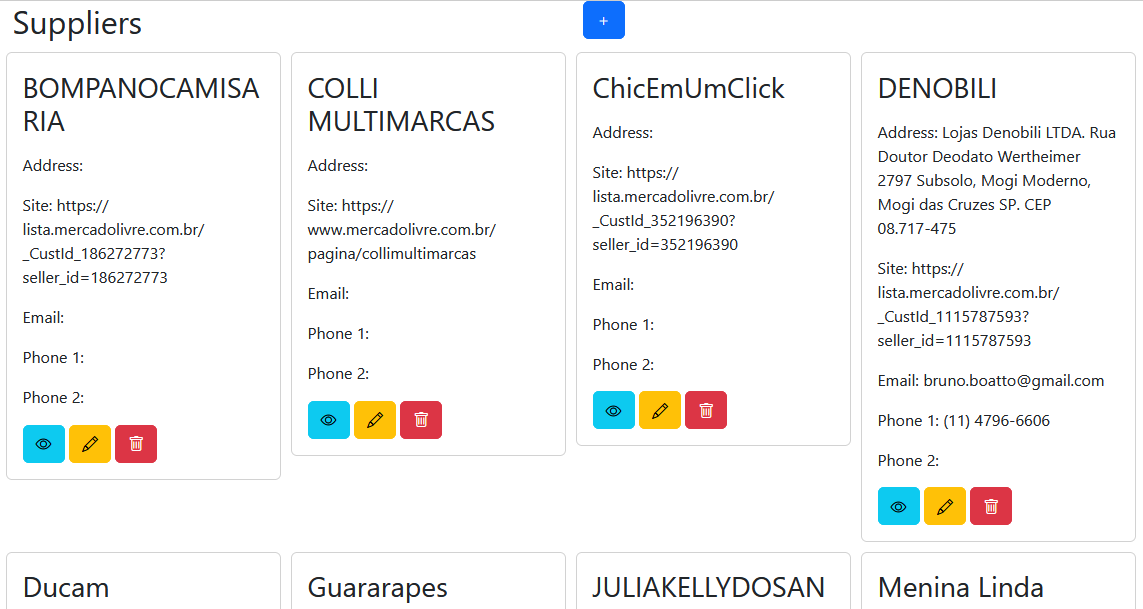 Suppliers
+
BOMPANOCAMISA
RIA
Address:
Site: https://
lista.mercadolivre.com.br/
_CustId_186272773?
seller_id=186272773
Email:
Phone 1:
Phone 2:
COLLI
MULTIMARCAS
Address:
Site: https://
www.mercadolivre.com.br/
pagina/collimultimarcas
Email:
Phone 1:
Phone 2:
ChicEmUmClick
Address:
Site: https://
lista.mercadolivre.com.br/
_CustId_352196390?
seller_id=352196390
Email:
Phone 1:
Phone 2:
DENOBILI
Address: Lojas Denobili LTDA. Rua
Doutor Deodato Wertheimer
2797 Subsolo, Mogi Moderno,
Mogi das Cruzes SP. CEP
08.717-475
Site: https://
lista.mercadolivre.com.br/
_CustId_1115787593?
seller_id=1115787593
Email: bruno.boatto@gmail.com
Phone 1: (11) 4796-6606
Phone 2:
Ducam
Guararapes
JULIAKELLYDOSAN
Menina Linda